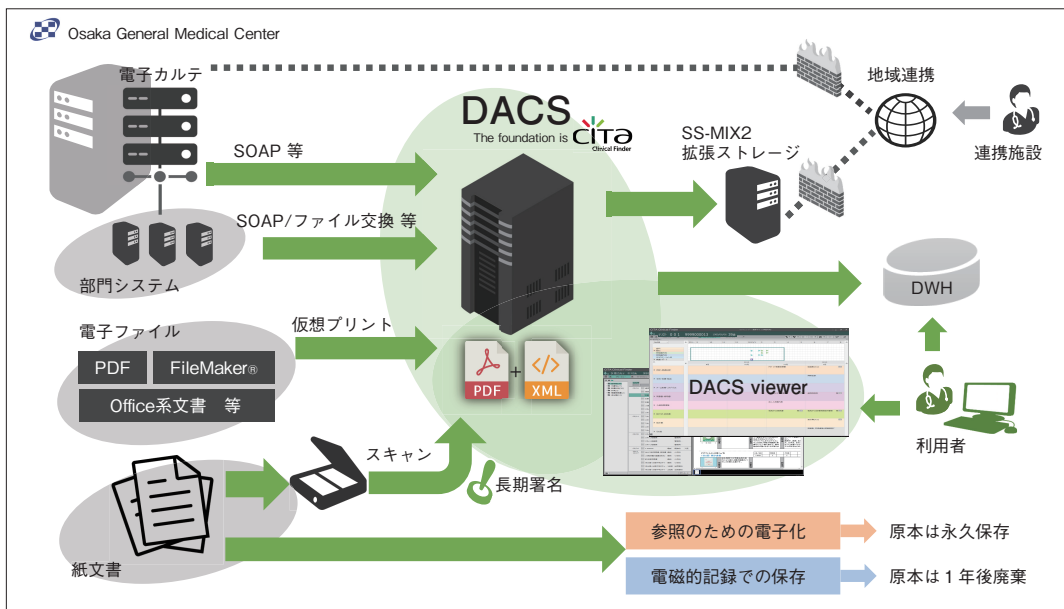 Osaka General Medical Center
電子カルテ
地域連携
連携施設
DACS
The foundation is CITA
Clinical Finder
SS-MIX2
拡張ストレージ
SOAP 等
SOAP/ファイル交換 等
部門システム
DWH
電子ファイル
仮想プリント
PDF
FileMaker®
Office系文書 等
PDF
+
XML
DACS viewer
利用者
スキャン
長期署名
紙文書
参照のための電子化
原本は永久保存
電磁的記録での保存
原本は1年後廃棄